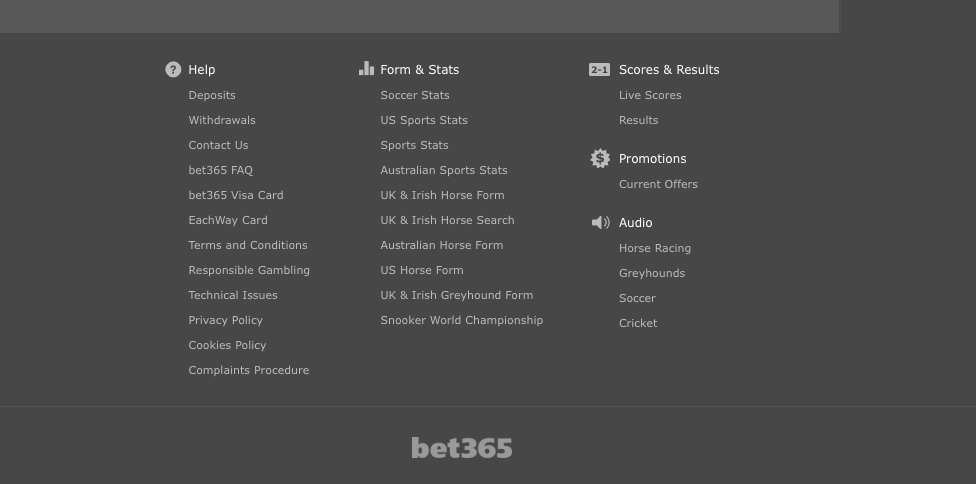 Help
Deposits
Withdrawals
Contact Us
bet365 FAQ
bet365 Visa Card
EachWay Card
Terms and Conditions
Responsible Gambling
Technical Issues
Privacy Policy
Cookies Policy
Complaints Procedure
Form & Stats
Soccer Stats
US Sports Stats
Sports Stats
Australian Sports Stats
UK & Irish Horse Form
UK & Irish Horse Search
Australian Horse Form
US Horse Form
UK & Irish Greyhound Form
Snooker World Championship
2-1 Scores & Results
Live Scores
Results
Promotions
Current Offers
Audio
Horse Racing
Greyhounds
Soccer
Cricket
bet365